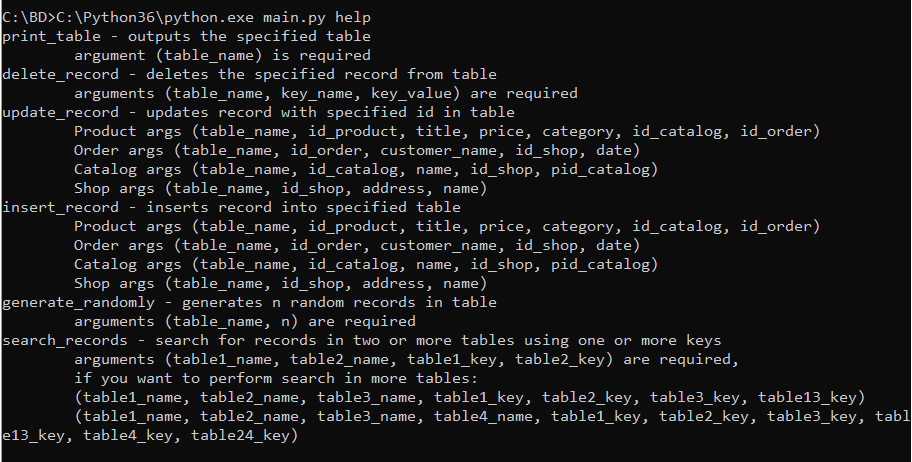 C:\BD>C:\Python36\python.exe main.py help
print_table - outputs the specified table
argument (table_name) is required
delete_record - deletes the specified record from table
arguments (table_name, key_name, key_value) are required
update_record - updates record with specified id in table
Product args (table_name, id_product, title, price, category, id_catalog, id_order)
Order args (table_name, id_order, customer_name, id_shop, date)
Catalog args (table_name, id_catalog, name, id_shop, pid_catalog)
Shop args (table_name, id_shop, address, name)
insert_record - inserts record into specified table
Product args (table_name, id_product, title, price, category, id_catalog, id_order)
Order args (table_name, id_order, customer_name, id_shop, date)
Catalog args (table_name, id_catalog, name, id_shop, pid_catalog)
Shop args (table_name, id_shop, address, name)
generate_randomly - generates n random records in table
arguments (table_name, n) are required
search_records - search for records in two or more tables using one or more keys
arguments (table1_name, table2_name, table1_key, table2_key) are required,
if you want to perform search in more tables:
(table1_name, table2_name, table3_name, table1_key, table2_key, table3_key, table13_key)
(table1_name, table2_name, table3_name, table4_name, table1_key, table2_key, table3_key, tabl
e13_key, table4_key, table24_key)